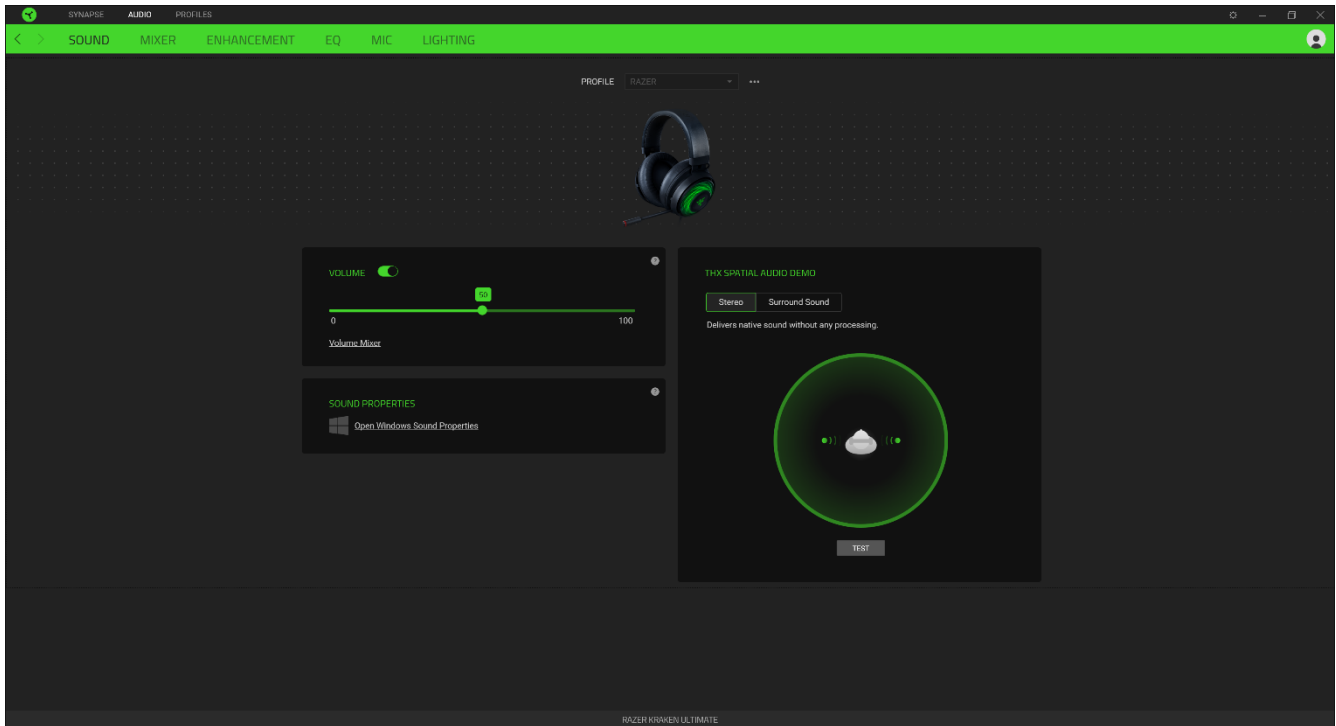 SYNAPSE AUDIO PROFILES
SOUND MIXER ENHANCEMENT EQ MIC LIGHTING
PROFILE RAZER
VOLUME
50
0 100
Volume Mixer
SOUND PROPERTIES
Open Windows Sound Properties
THX SPATIAL AUDIO DEMO
Stereo Surround Sound
Delivers native sound without any processing.
TEST
RAZER KRAKEN ULTIMATE